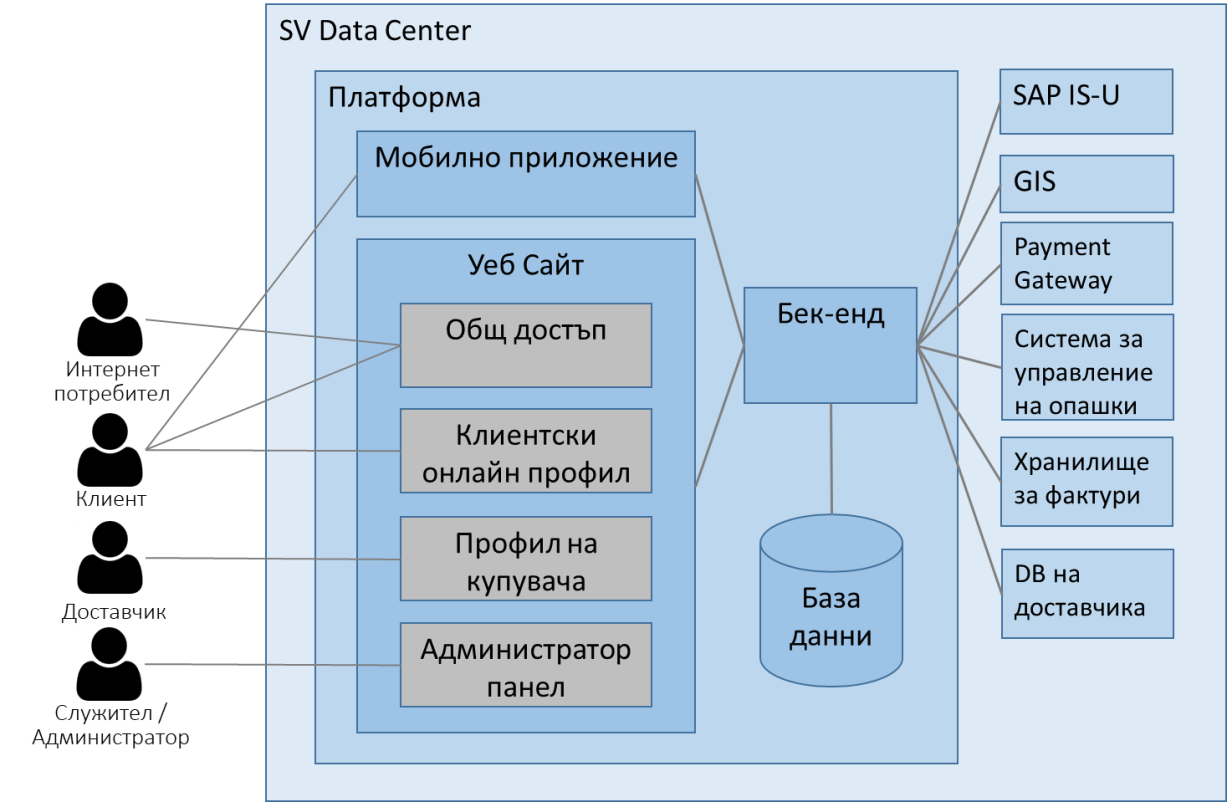 SV Data Center
Платформа
Мобилно приложение
Уеб Сайт
Общ достъп
Клиентски
онлайн профил
Профил на
купувача
Администратор
панел
Интернет
потребител
Клиент
Доставчик
Служител /
Администратор
Бек-енд
База
данни
SAP IS-U
GIS
Payment
Gateway
Система за
управление
на опашки
Хранилище
за фактури
DB на
доставчика